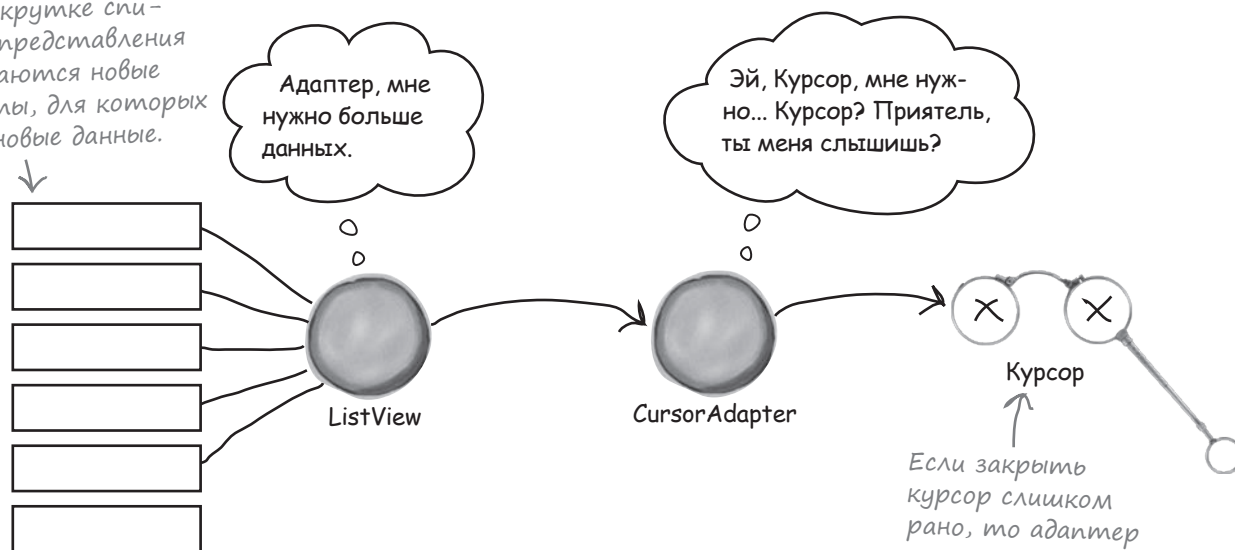 крутке спи-
представления
аются новые
лы, для которых
новые данные.
Адаптер, мне
нужно больше
данных.
Эй, Курсор, мне нуж-
но... Курсор? Приятель,
ты меня слышишь?
ListView
CursorAdapter
Курсор
Если закрыть
курсор слишком
рано, то адаптер